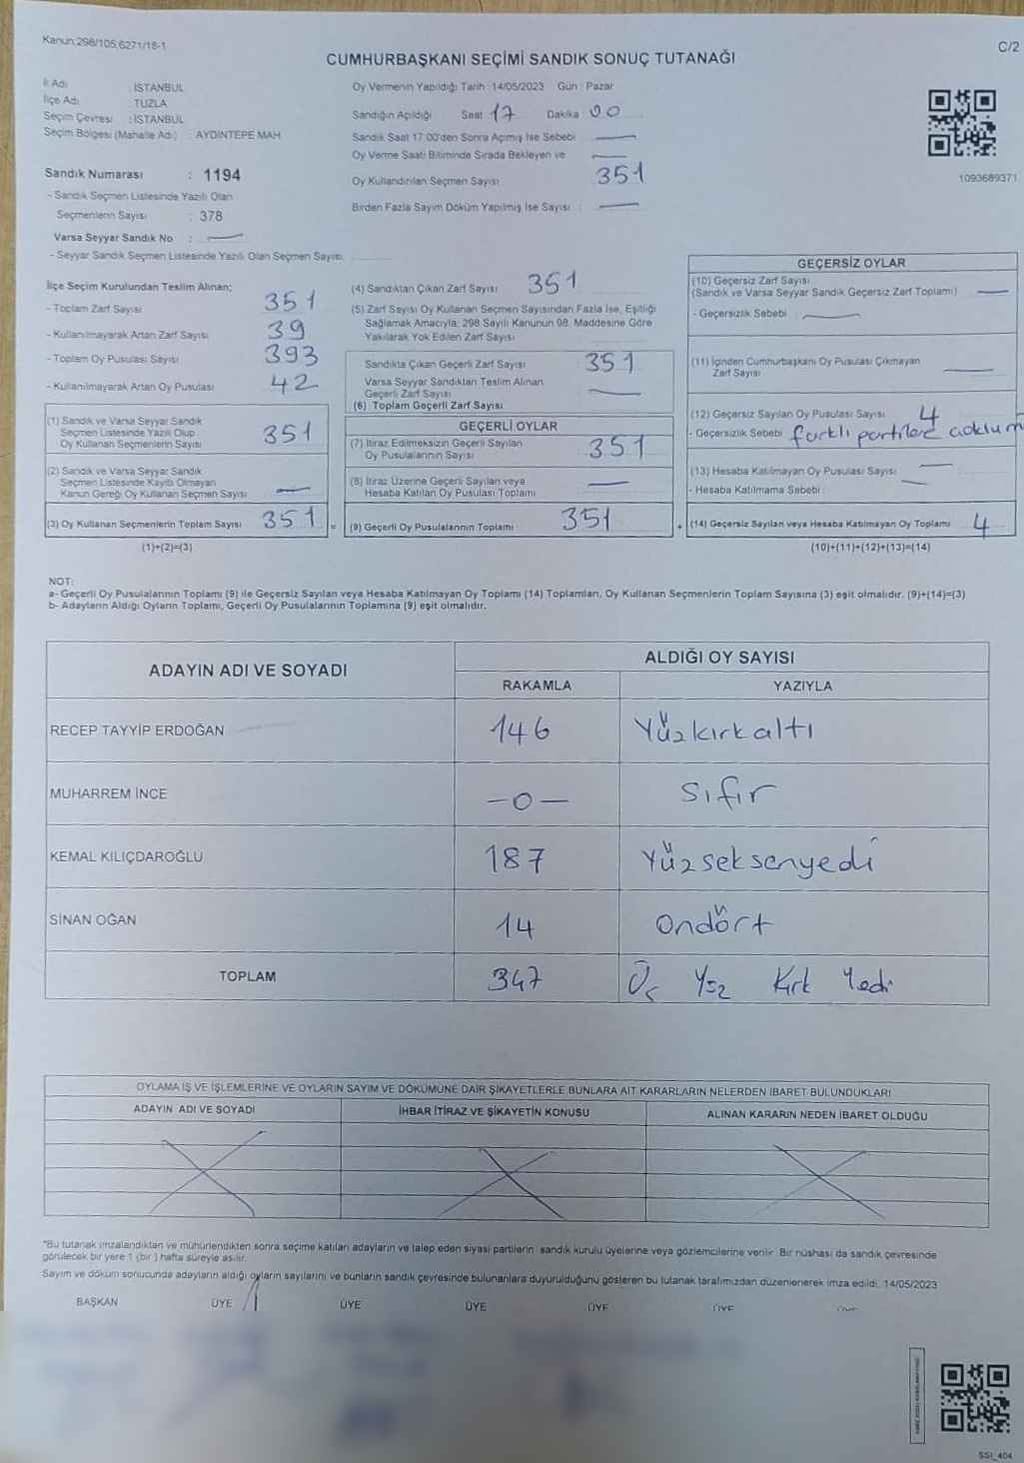 Kanun;298/105;6271/18-1
C/2
CUMHURBAŞKANI SEÇİMİ SANDIK SONUÇ TUTANAĞI
İl Adı : İSTANBUL
İlçe Adı : TUZLA
Seçim Çevresi : İSTANBUL
Seçim Bölgesi (Mahalle Adı) : AYDINTEPE MAH
Sandık Numarası : 1194
- Sandık Seçmen Listesinde Yazılı Olan
Seçmenlerin Sayısı : 378
Varsa Seyyar Sandık No : —
- Seyyar Sandık Seçmen Listesinde Yazılı Olan Seçmen Sayısı:
Oy Vermenin Yapıldığı Tarih :14/05/2023 Gün : Pazar
Sandığın Açıldığı Saat 17 Dakika 00
Sandık Saat 17:00'den Sonra Açımış İse Sebebi : —
Oy Verme Saati Bitiminde Sırada Bekleyen ve —
Oy Kullandırılan Seçmen Sayısı 351
Birden Fazla Sayım Döküm Yapılmış İse Sayısı : —
1093689371
İlçe Seçim Kurulundan Teslim Alınan;
- Toplam Zarf Sayısı 351
- Kullanılmayarak Artan Zarf Sayısı 39
- Toplam Oy Pusulası Sayısı 393
- Kullanılmayarak Artan Oy Pusulası 42
(1) Sandık ve Varsa Seyyar Sandık
Seçmen Listesinde Yazılı Olup
Oy Kullanan Seçmenlerin Sayısı 351
(2) Sandık ve Varsa Seyyar Sandık
Seçmen Listesinde Kayıtlı Olmayan
Kanun Gereği Oy Kullanan Seçmen Sayısı —
(3) Oy Kullanan Seçmenlerin Toplam Sayısı 351 =
(1)+(2)=(3)
(4) Sandıktan Çıkan Zarf Sayısı 351
(5) Zarf Sayısı Oy Kullanan Seçmen Sayısından Fazla İse, Eşitliği
Sağlamak Amacıyla; 298 Sayılı Kanunun 98. Maddesine Göre
Yakılarak Yok Edilen Zarf Sayısı
Sandıkta Çıkan Geçerli Zarf Sayısı 351
Varsa Seyyar Sandıktan Teslim Alınan
Geçerli Zarf Sayısı —
(6) Toplam Geçerli Zarf Sayısı
GEÇERLİ OYLAR
(7) İtiraz Edilmeksizin Geçerli Sayılan
Oy Pusulalarının Sayısı 351
(8) İtiraz Üzerine Geçerli Sayılan veya
Hesaba Katılan Oy Pusulası Toplamı —
(9) Geçerli Oy Pusulalarının Toplamı 351 +
GEÇERSİZ OYLAR
(10) Geçersiz Zarf Sayısı
(Sandık ve Varsa Seyyar Sandık Geçersiz Zarf Toplamı) —
- Geçersizlik Sebebi : —
(11) İçinden Cumhurbaşkanı Oy Pusulası Çıkmayan
Zarf Sayısı —
(12) Geçersiz Sayılan Oy Pusulası Sayısı 4
- Geçersizlik Sebebi farklı partilere
(13) Hesaba Katılmayan Oy Pusulası Sayısı —
- Hesaba Katılmama Sebebi : —
(14) Geçersiz Sayılan veya Hesaba Katılmayan Oy Toplamı 4
(10)+(11)+(12)+(13)=(14)
NOT:
a- Geçerli Oy Pusulalarının Toplamı (9) ile Geçersiz Sayılan veya Hesaba Katılmayan Oy Toplamı (14) Toplamları, Oy Kullanan Seçmenlerin Toplam Sayısına (3) eşit olmalıdır. (9)+(14)=(3)
b- Adayların Aldığı Oyların Toplamı, Geçerli Oy Pusulalarının Toplamına (9) eşit olmalıdır.
ADAYIN ADI VE SOYADI
ALDIĞI OY SAYISI
RAKAMLA YAZIYLA
RECEP TAYYİP ERDOĞAN 146 Yüzkırkaltı
MUHARREM İNCE —0— Sıfır
KEMAL KILIÇDAROĞLU 187 Yüzseksenyedi
SİNAN OĞAN 14 Ondört
TOPLAM 347 Üç Yüz Kırk Yedi
OYLAMA İŞ VE İŞLEMLERİNE VE OYLARIN SAYIM VE DÖKÜMÜNE DAİR ŞİKAYETLERLE BUNLARA AİT KARARLARIN NELERDEN İBARET BULUNDUKLARI
ADAYIN ADI VE SOYADI İHBAR İTİRAZ VE ŞİKAYETİN KONUSU ALINAN KARARIN NEDEN İBARET OLDUĞU
*Bu tutanak imzalandıktan ve mühürlendikten sonra seçime katılan adayların ve talep eden siyasi partilerin sandık kurulu üyelerine veya gözlemcilerine verilir. Bir nüshası da sandık çevresinde
görülecek bir yere 1 (bir) hafta süreyle asılır.
Sayım ve döküm sonucunda adayların aldığı oyların sayılarını ve bunların sandık çevresinde bulunanlara duyurulduğunu gösteren bu tutanak tarafımızdan düzenlenerek imza edildi. 14/05/2023
BAŞKAN ÜYE ÜYE ÜYE ÜYE ÜYE ÜYE
SSI_404